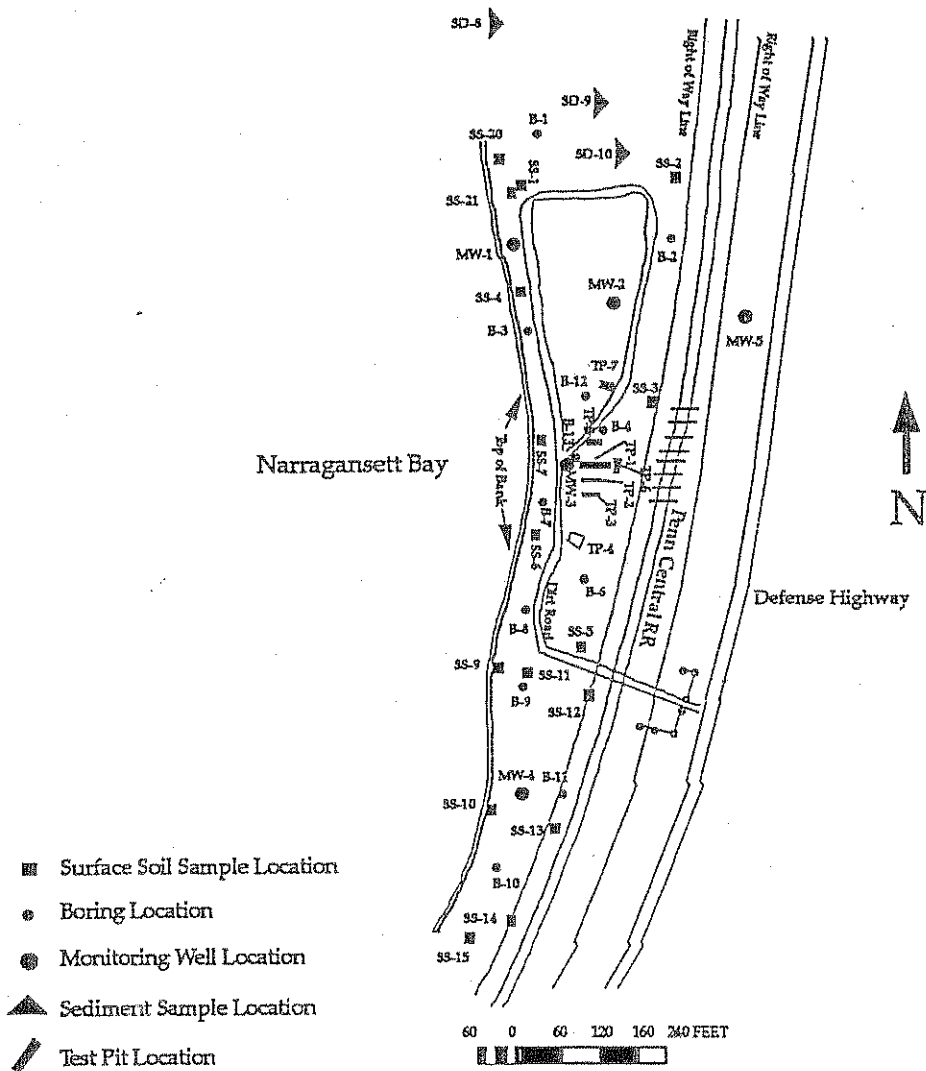 SD-8
SD-9
B-1
SS-20
SD-10
SS-1
SS-2
SS-21
Right of Way Line
Right of Way Line
MW-1
B-2
SS-4
MW-2
B-3
MW-5
TP-7
B-12
SS-3
B-4
B-13
TP-1
Narragansett Bay
Top of Bank
SS-7
MW-3
TP-6
TP-2
TP-3
B-7
SS-6
TP-4
N
Penn Central RR
Defense Highway
B-6
Dirt Road
B-8
SS-5
SS-9
SS-11
B-9
SS-12
MW-4
B-11
SS-10
SS-13
B-10
SS-14
SS-15
Surface Soil Sample Location
Boring Location
Monitoring Well Location
Sediment Sample Location
Test Pit Location
60 0 60 120 160 240 FEET